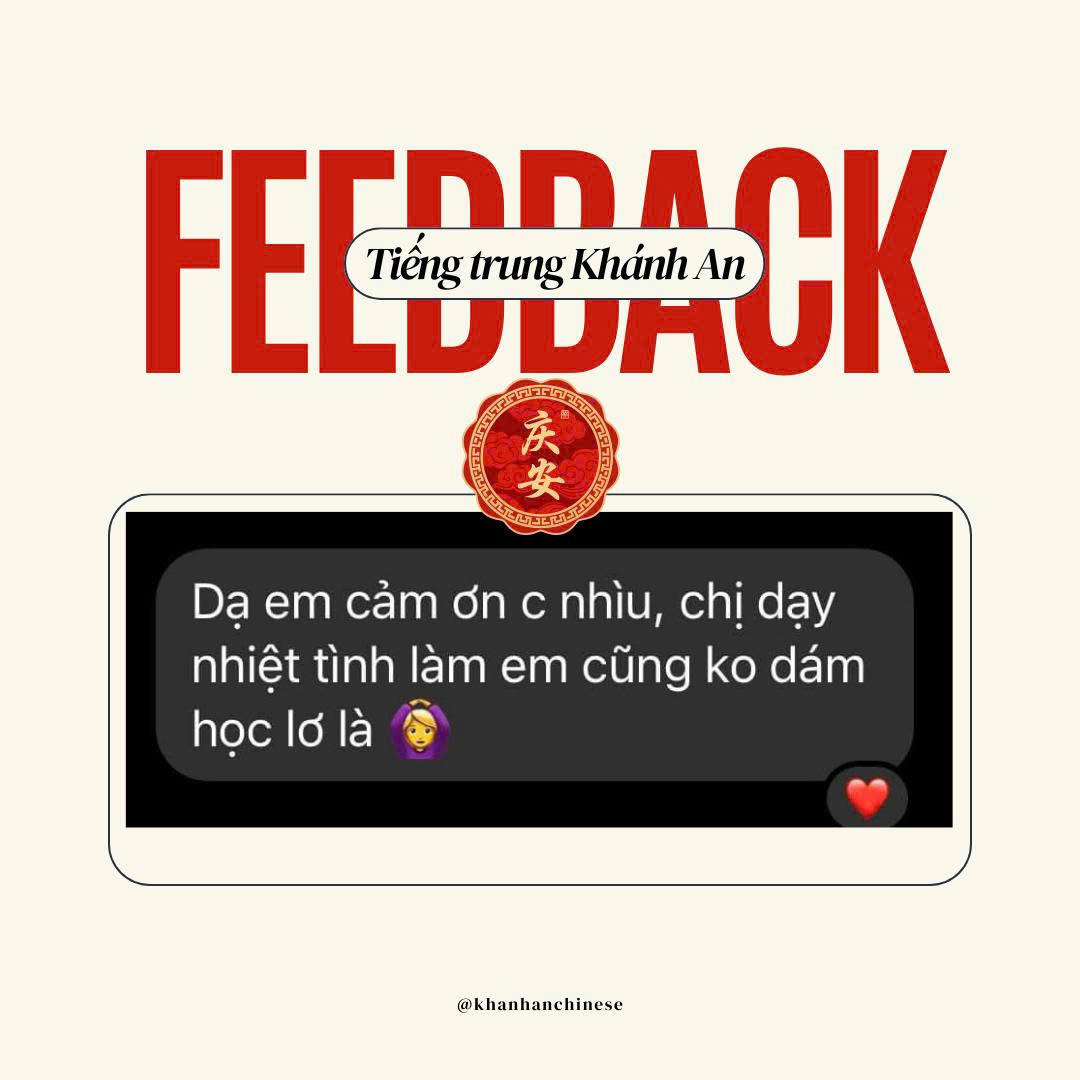 FEEDBACK
Tiếng trung Khánh An
庆
安
Dạ em cảm ơn c nhìu, chị dạy
nhiệt tình làm em cũng ko dám
học lơ là 🙆‍♀️
@khanhanchinese